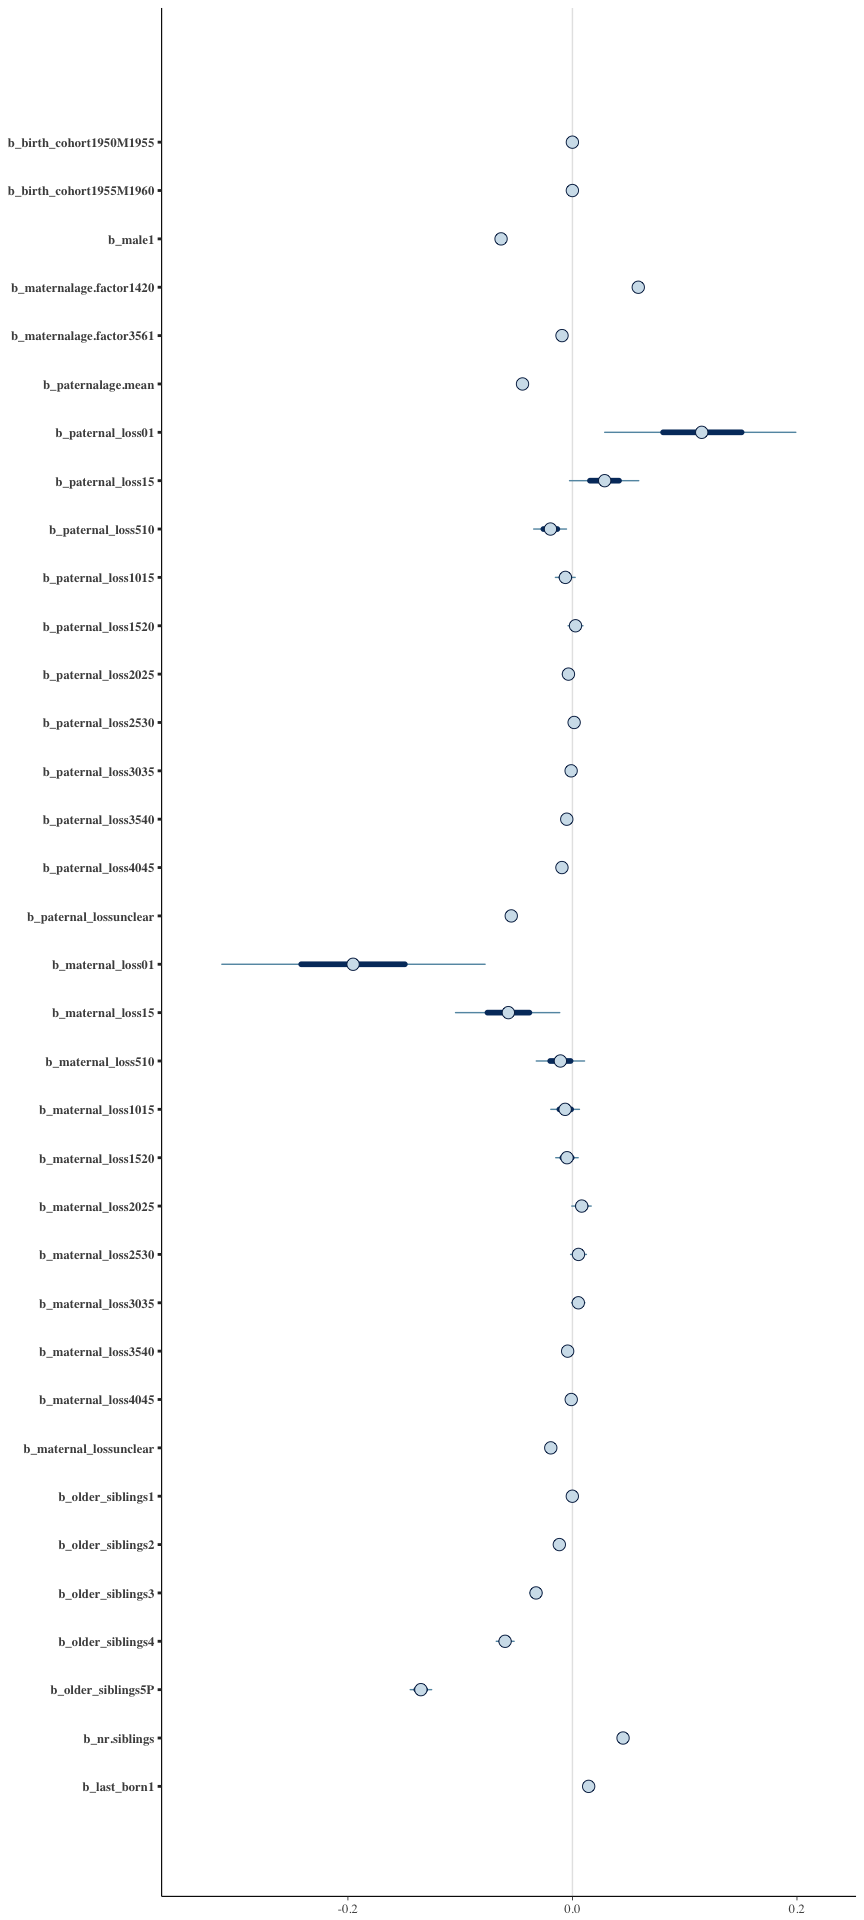 b_birth_cohort1950M1955
b_birth_cohort1955M1960
b_male1
b_maternalage.factor1420
b_maternalage.factor3561
b_paternalage.mean
b_paternal_loss01
b_paternal_loss15
b_paternal_loss510
b_paternal_loss1015
b_paternal_loss1520
b_paternal_loss2025
b_paternal_loss2530
b_paternal_loss3035
b_paternal_loss3540
b_paternal_loss4045
b_paternal_lossunclear
b_maternal_loss01
b_maternal_loss15
b_maternal_loss510
b_maternal_loss1015
b_maternal_loss1520
b_maternal_loss2025
b_maternal_loss2530
b_maternal_loss3035
b_maternal_loss3540
b_maternal_loss4045
b_maternal_lossunclear
b_older_siblings1
b_older_siblings2
b_older_siblings3
b_older_siblings4
b_older_siblings5P
b_nr.siblings
b_last_born1
-0.2 0.0 0.2